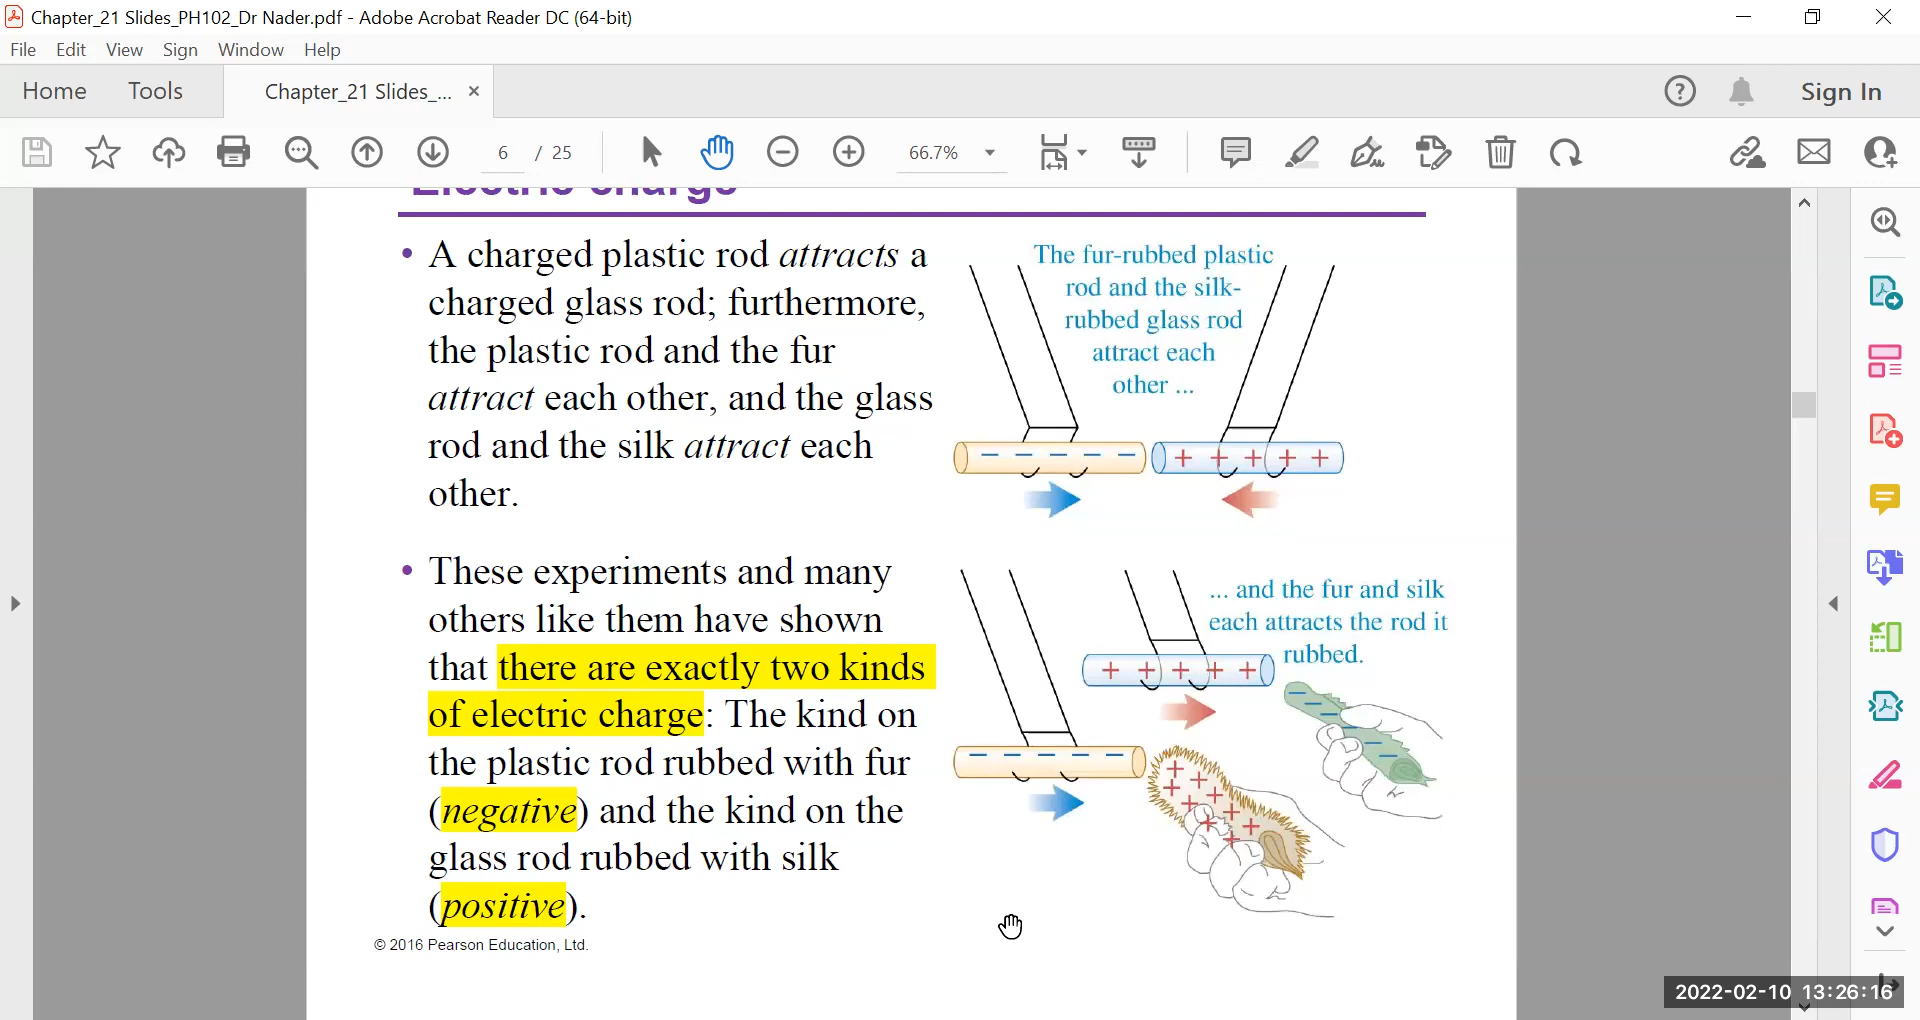 Chapter_21 Slides_PH102_Dr Nader.pdf - Adobe Acrobat Reader DC (64-bit)
File Edit View Sign Window Help
Home Tools Chapter_21 Slides_... × Sign In
6 / 25 66.7%
Electric charge
• A charged plastic rod attracts a
charged glass rod; furthermore,
the plastic rod and the fur
attract each other, and the glass
rod and the silk attract each
other.
The fur-rubbed plastic
rod and the silk-
rubbed glass rod
attract each
other ...
• These experiments and many
others like them have shown
that there are exactly two kinds
of electric charge: The kind on
the plastic rod rubbed with fur
(negative) and the kind on the
glass rod rubbed with silk
(positive).
... and the fur and silk
each attracts the rod it
rubbed.
© 2016 Pearson Education, Ltd.
2022-02-10 13:26:16